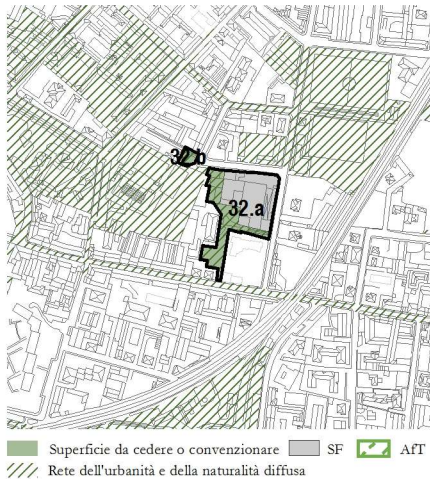 32.b
32.a
Superficie da cedere o convenzionare SF AfT
Rete dell'urbanità e della naturalità diffusa